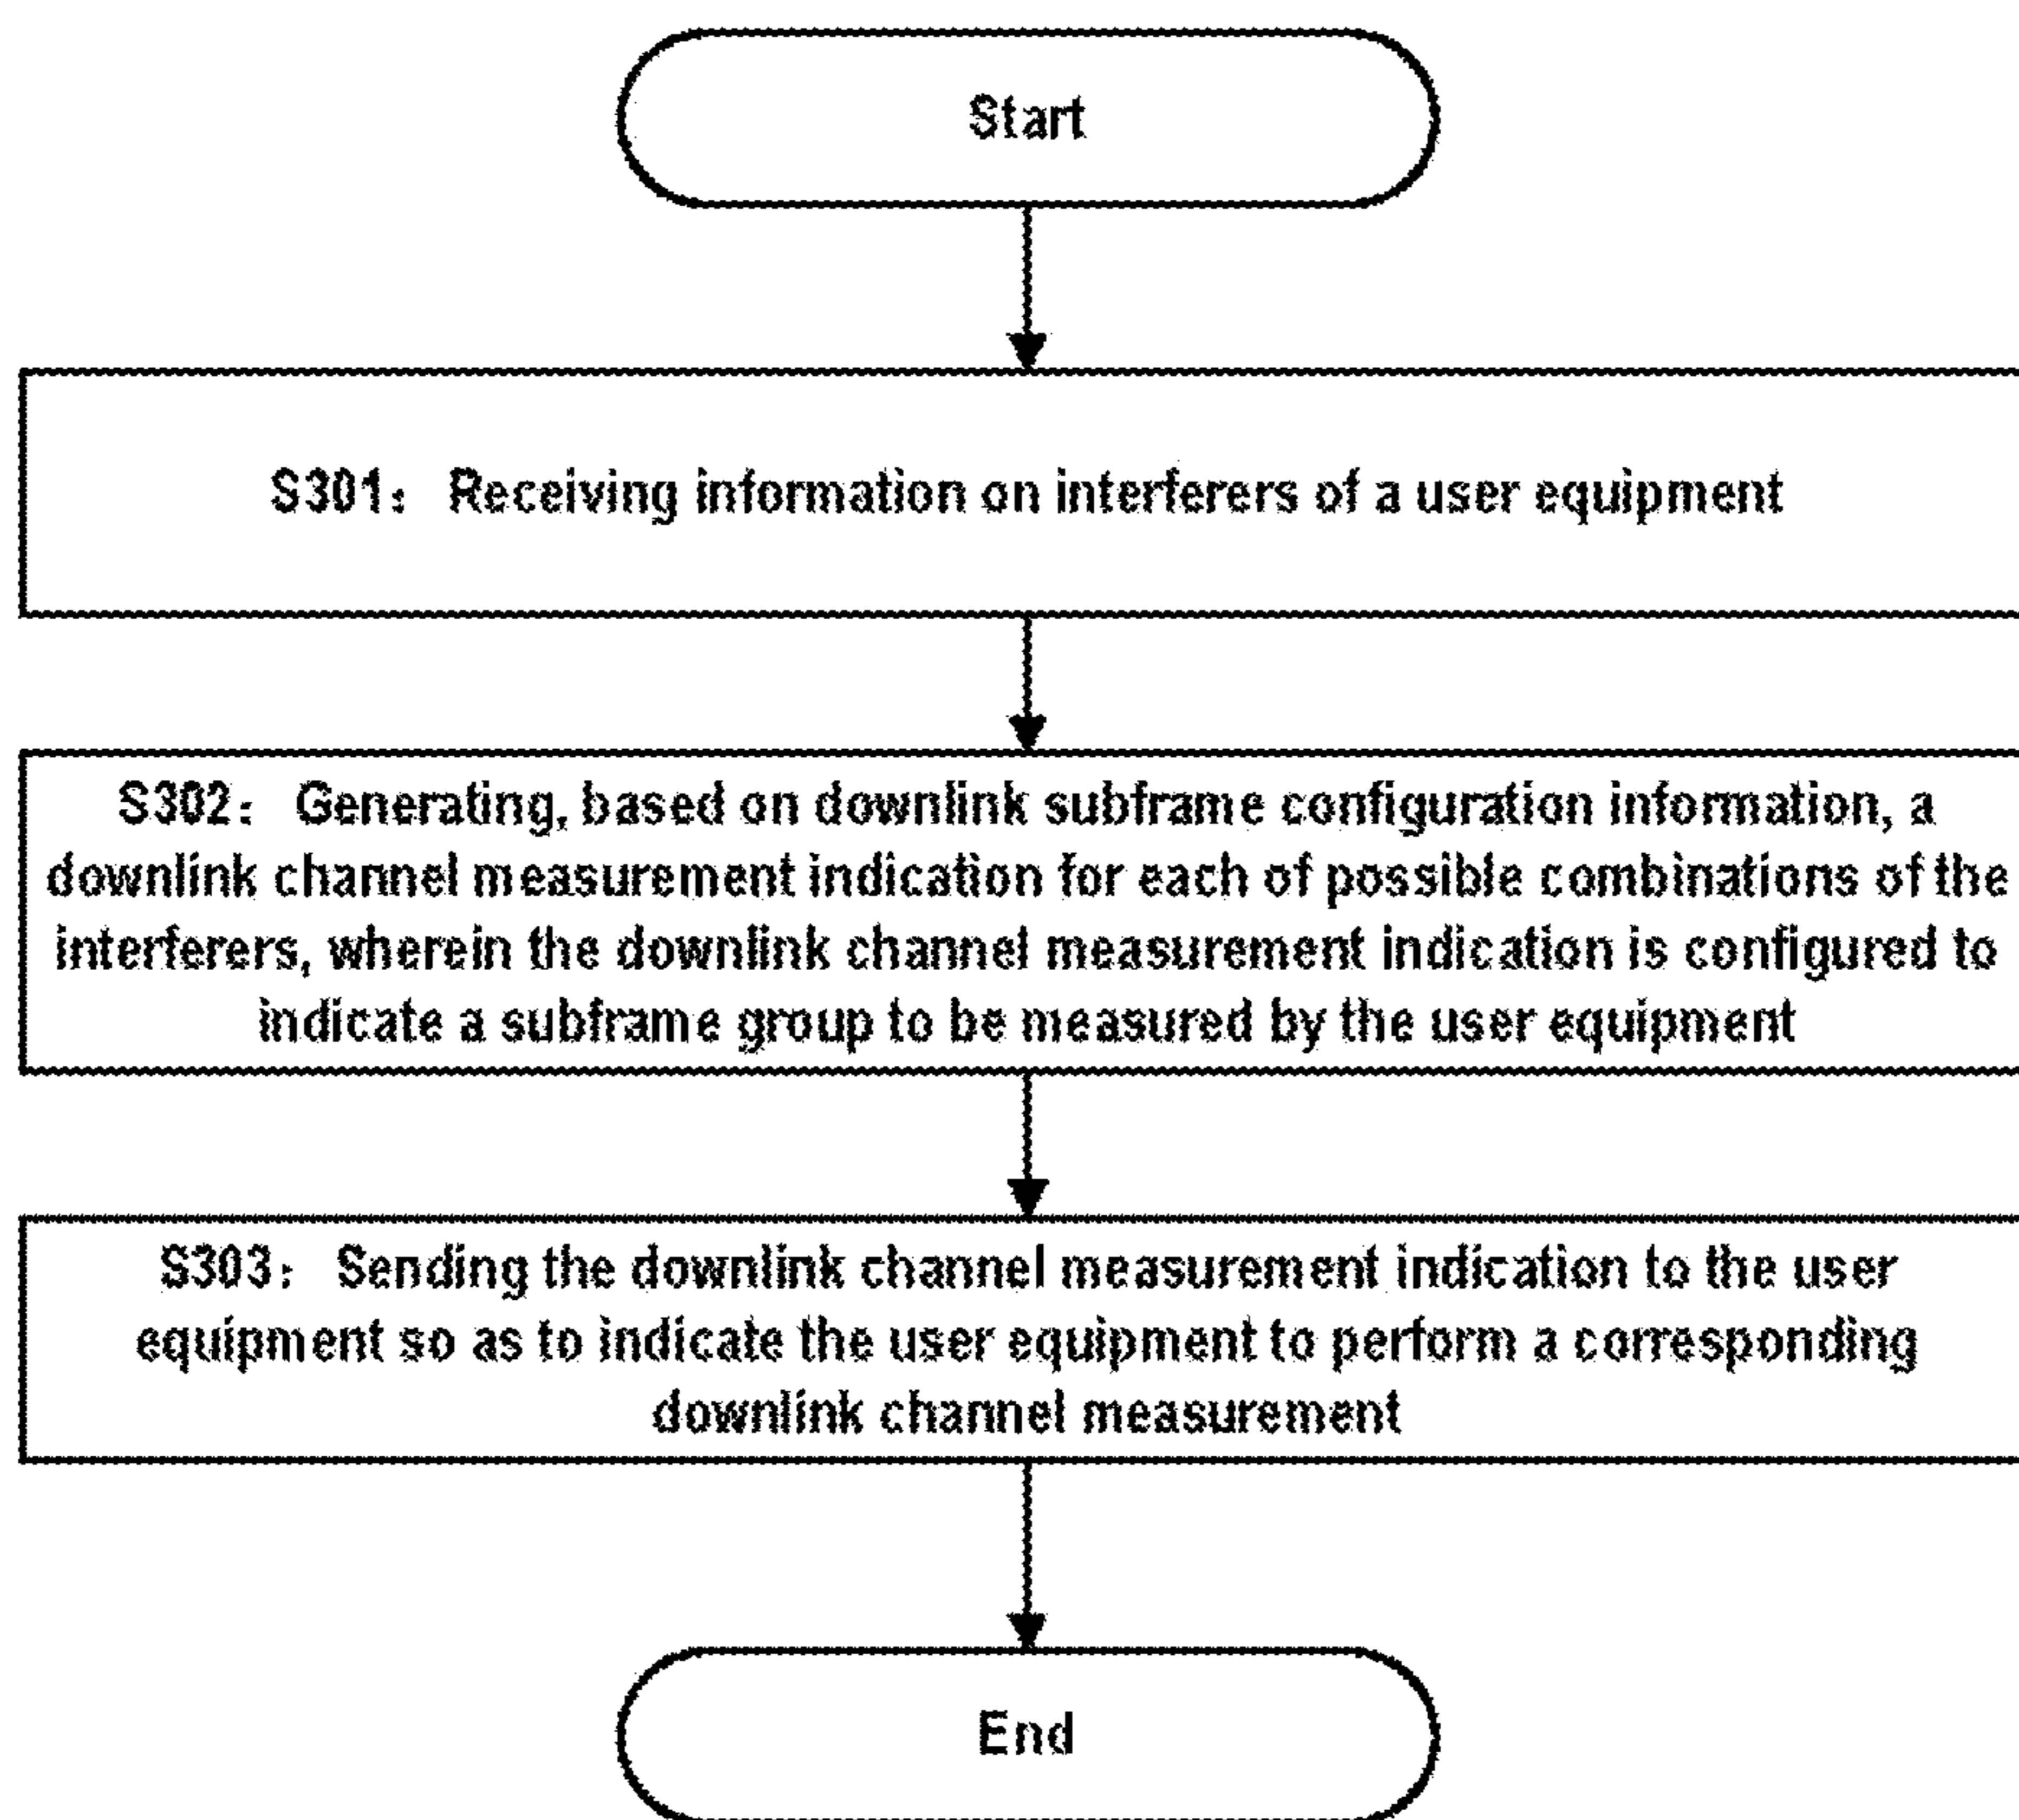 Start
S301: Receiving information on interferers of a user equipment
S302: Generating, based on downlink subframe configuration information, a
downlink channel measurement indication for each of possible combinations of the
interferers, wherein the downlink channel measurement indication is configured to
indicate a subframe group to be measured by the user equipment
S303: Sending the downlink channel measurement indication to the user
equipment so as to indicate the user equipment to perform a corresponding
downlink channel measurement
End